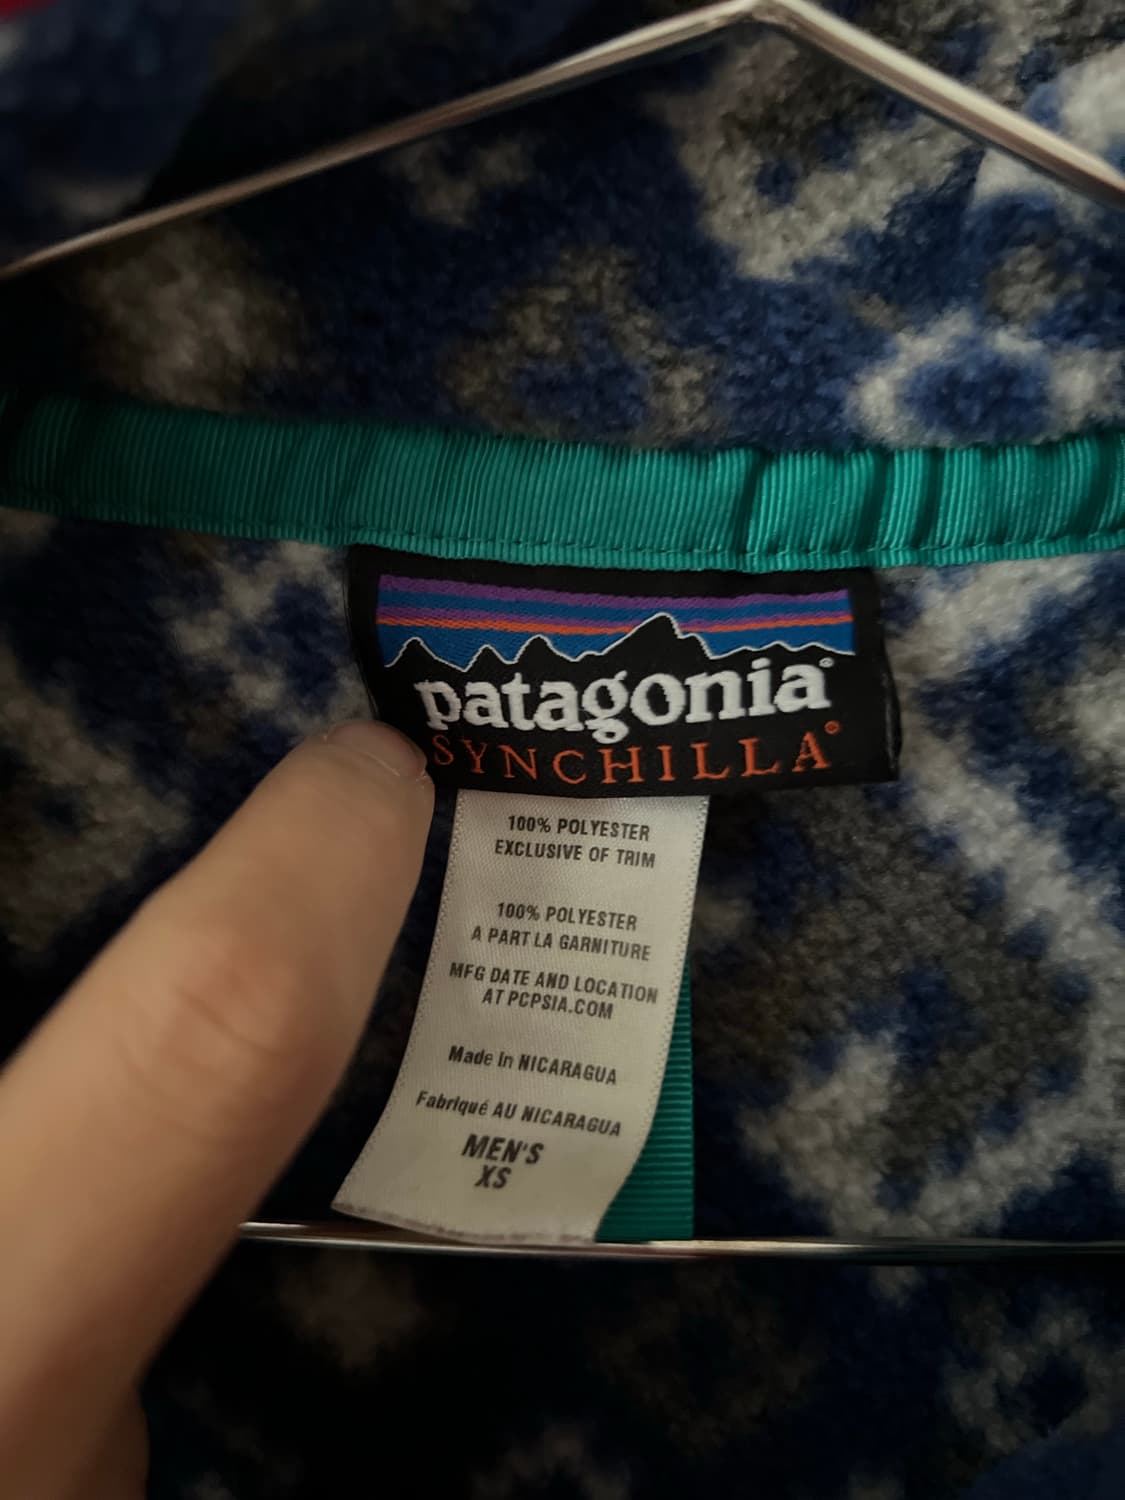 patagonia®
SYNCHILLA®
100% POLYESTER
EXCLUSIVE OF TRIM
100% POLYESTER
A PART LA GARNITURE
MFG DATE AND LOCATION
AT PCPSIA.COM
Made In NICARAGUA
Fabriqué AU NICARAGUA
MEN'S
XS